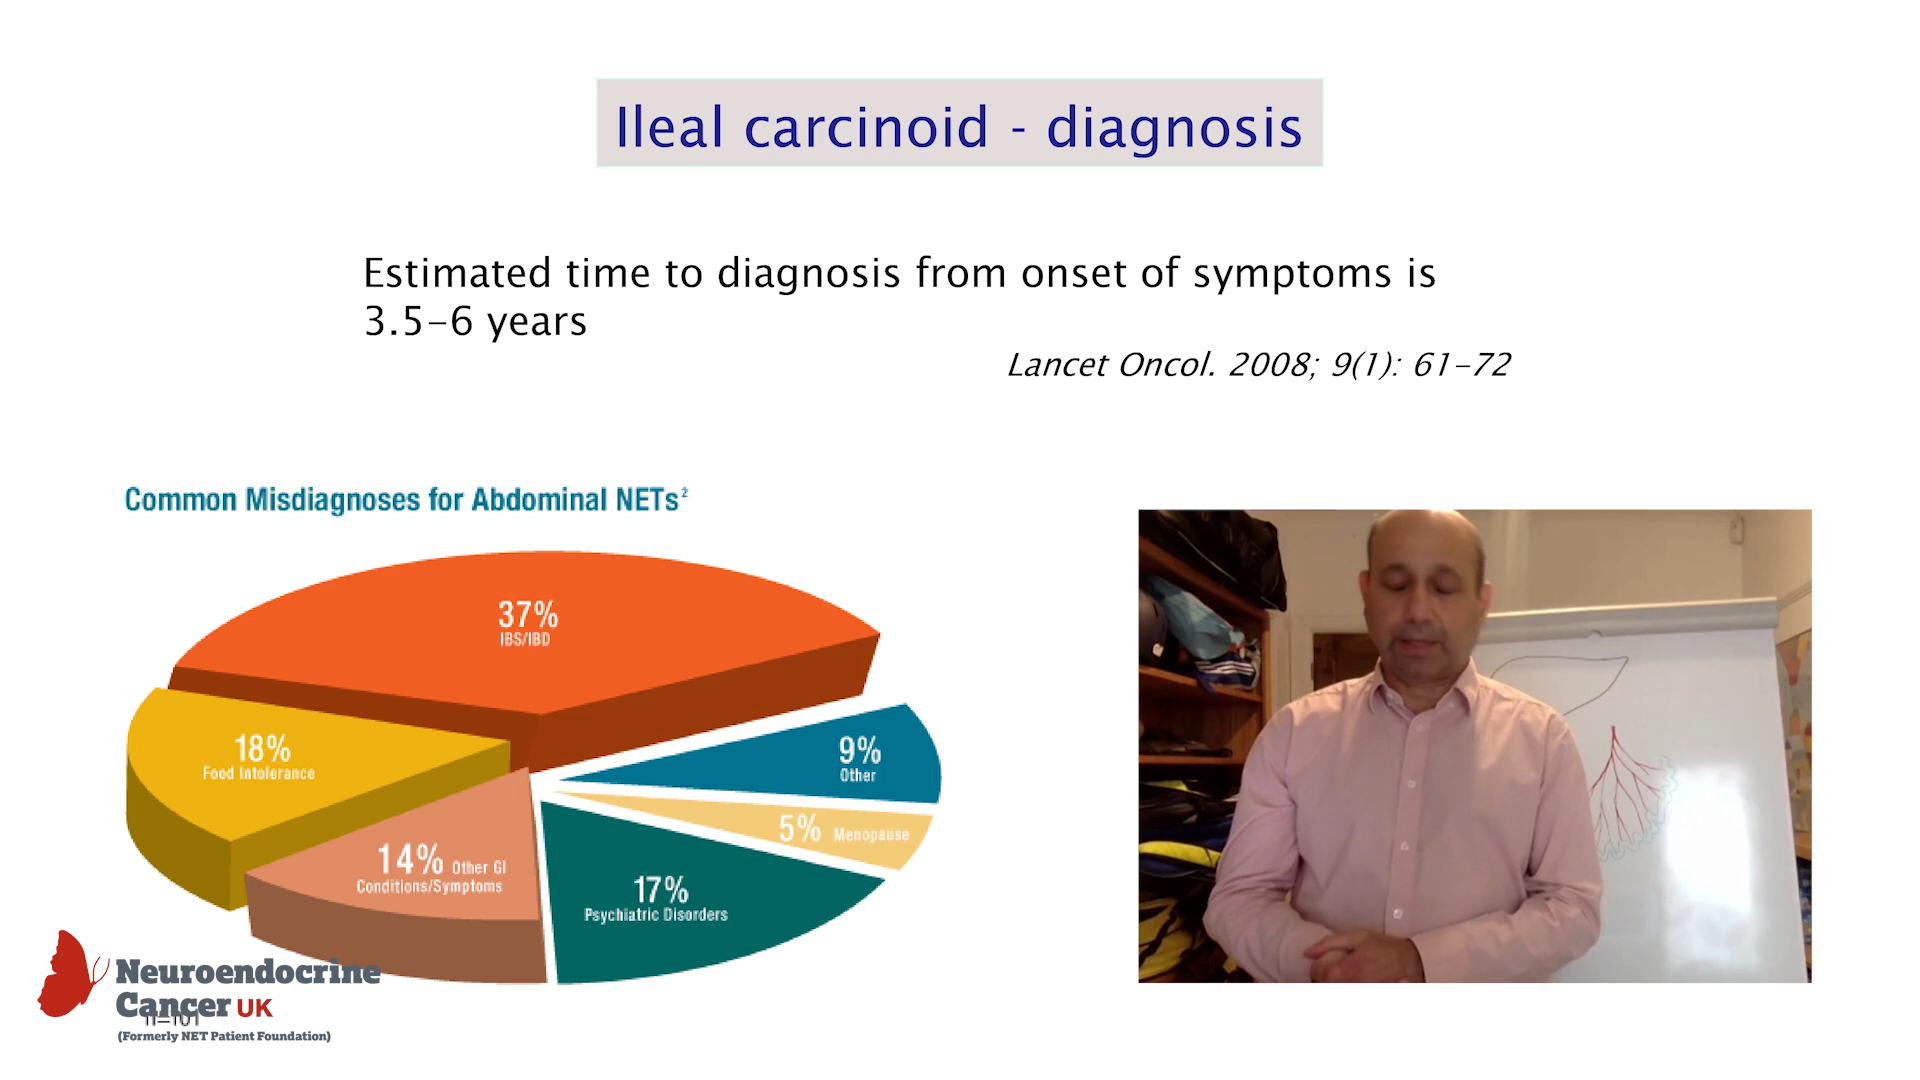 Ileal carcinoid - diagnosis
Estimated time to diagnosis from onset of symptoms is
3.5–6 years
Lancet Oncol. 2008; 9(1): 61–72
Common Misdiagnoses for Abdominal NETs²
37%
IBS/IBD
18%
Food Intolerance
9%
Other
5% Menopause
14% Other GI
Conditions/Symptoms
17%
Psychiatric Disorders
Neuroendocrine
Cancer UK
(Formerly NET Patient Foundation)